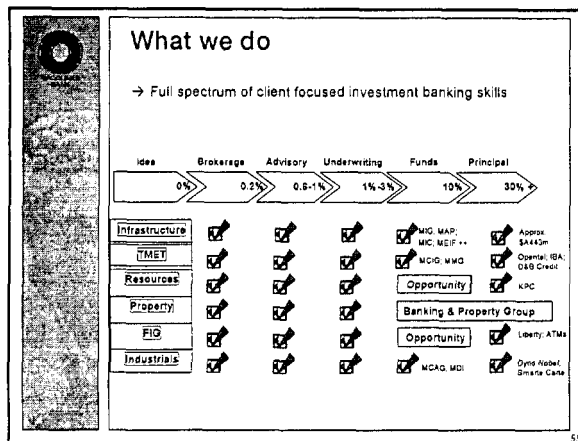 What we do
→ Full spectrum of client focused investment banking skills
Idea Brokerage Advisory Underwriting Funds Principal
0% 0.2% 0.6-1% 1%-3% 10% 30% +
Infrastructure MIG, MAP; MIC, MEIF ++ Approx $A443m
TMET MCIG; MMG Opentel; IBA; D&B Credit
Resources Opportunity KPC
Property Banking & Property Group
FIG Opportunity Liberty; ATMs
Industrials MCAG, MDI Dyno Nobel, Smarte Carte